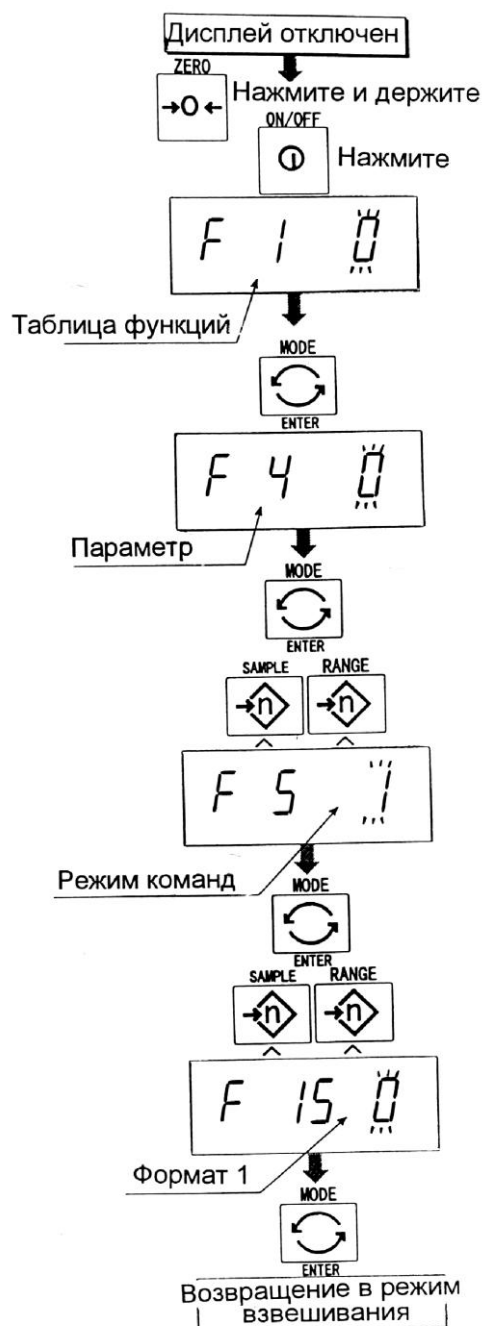 Дисплей отключен
ZERO
→0←
Нажмите и держите
ON/OFF
Нажмите
F 1 0
Таблица функций
MODE
ENTER
F 4 0
Параметр
MODE
ENTER
SAMPLE RANGE
n n
F 5 1
Режим команд
MODE
ENTER
SAMPLE RANGE
n n
F 15 0
Формат 1
MODE
ENTER
Возвращение в режим
взвешивания